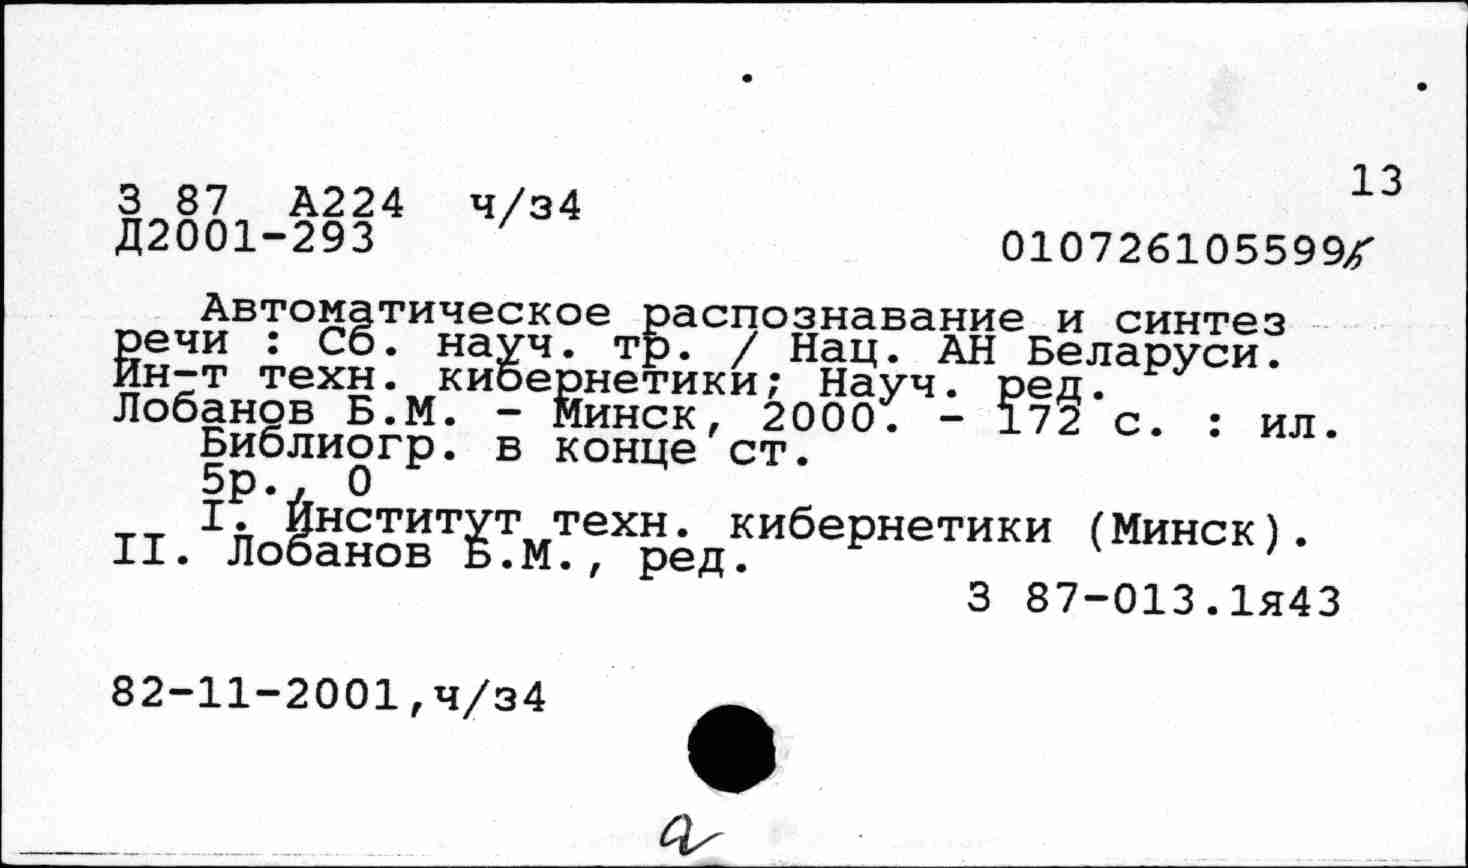 13
З 87 А224 ч/з4
Д2001-293
010726105599
Автоматическое распознавание и синтез
речи : Сб. науч. тр. / Нац. АН Беларуси.
Ин-т техн. кибернетики; Науч. ред.
Лобанов Б.М. - Минск, 2000. - 172 с. : ил.
Библиогр. в конце ст.
5р., 0
I. Институт техн. кибернетики (Минск).
II. Лобанов Б.М., ред.
З 87-013.1я43
82-11-2001,ч/з4